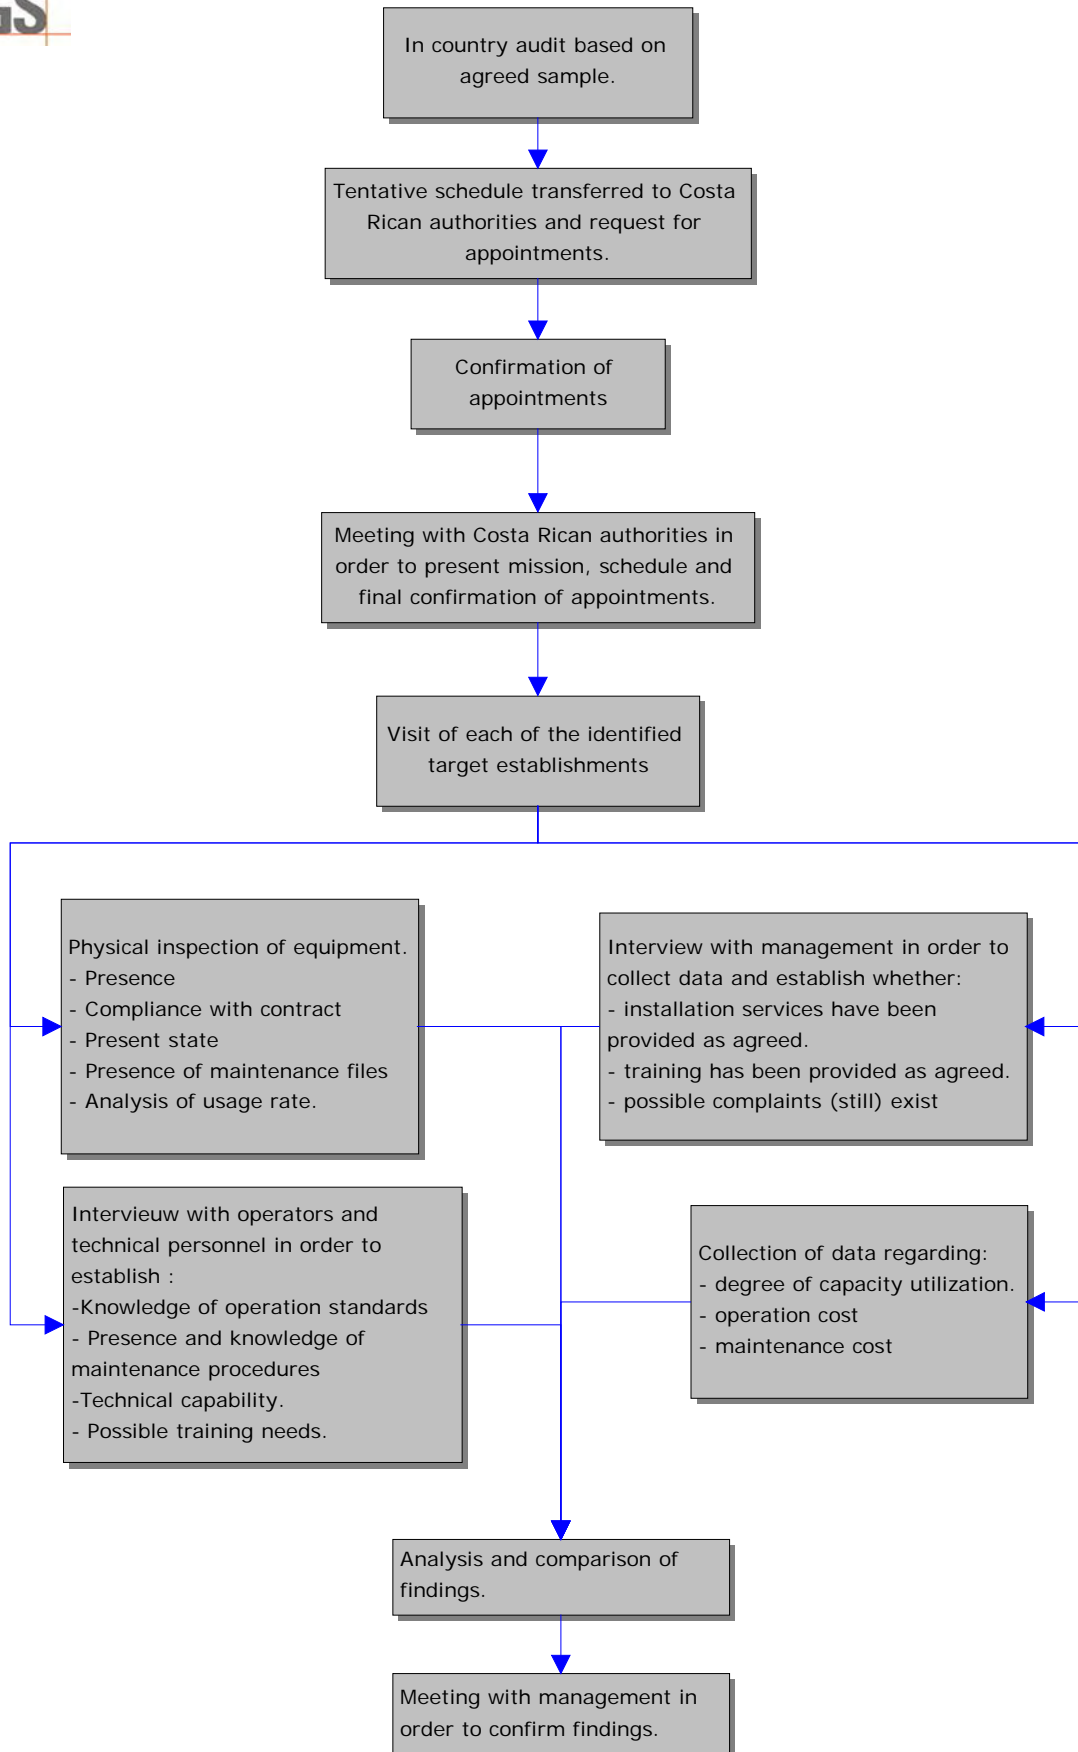 GS
In country audit based on
agreed sample.
Tentative schedule transferred to Costa
Rican authorities and request for
appointments.
Confirmation of
appointments
Meeting with Costa Rican authorities in
order to present mission, schedule and
final confirmation of appointments.
Visit of each of the identified
target establishments
Physical inspection of equipment.
- Presence
- Compliance with contract
- Present state
- Presence of maintenance files
- Analysis of usage rate.
Interview with management in order to
collect data and establish whether:
- installation services have been
provided as agreed.
- training has been provided as agreed.
- possible complaints (still) exist
Intervieuw with operators and
technical personnel in order to
establish :
-Knowledge of operation standards
- Presence and knowledge of
maintenance procedures
-Technical capability.
- Possible training needs.
Collection of data regarding:
- degree of capacity utilization.
- operation cost
- maintenance cost
Analysis and comparison of
findings.
Meeting with management in
order to confirm findings.